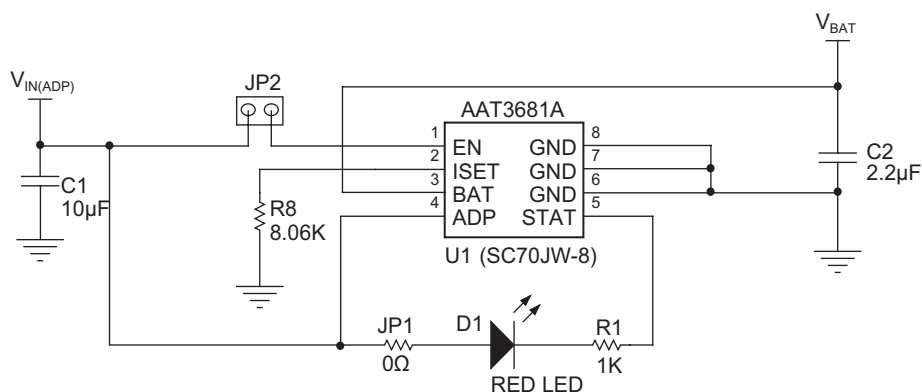 V_BAT
V_IN(ADP)
JP2
AAT3681A
1 EN GND 8
2 ISET GND 7
3 BAT GND 6
4 ADP STAT 5
U1 (SC70JW-8)
C1
10μF
R8
8.06K
C2
2.2μF
JP1
0Ω
D1
RED LED
R1
1K